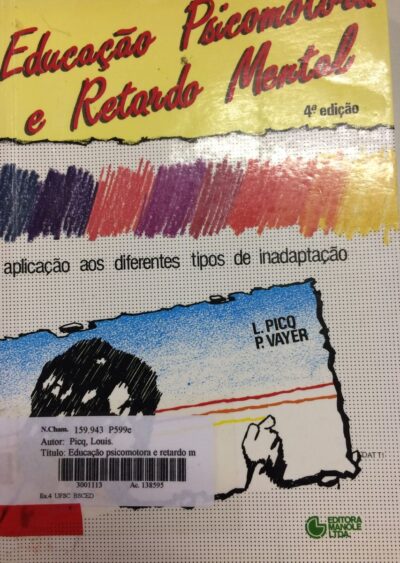 Educação Psicomotora
e Retardo Mental
4ª edição
aplicação aos diferentes tipos de inadaptação
L. PICQ
P. VAYER
N.Cham. 159.943 P599e
Autor: Picq, Louis.
Título: Educação psicomotora e retardo m
3001113 Ac. 138595
Ex.4 UFSC BSCED
DATTI.
EDITORA
MANOLE
LTDA.